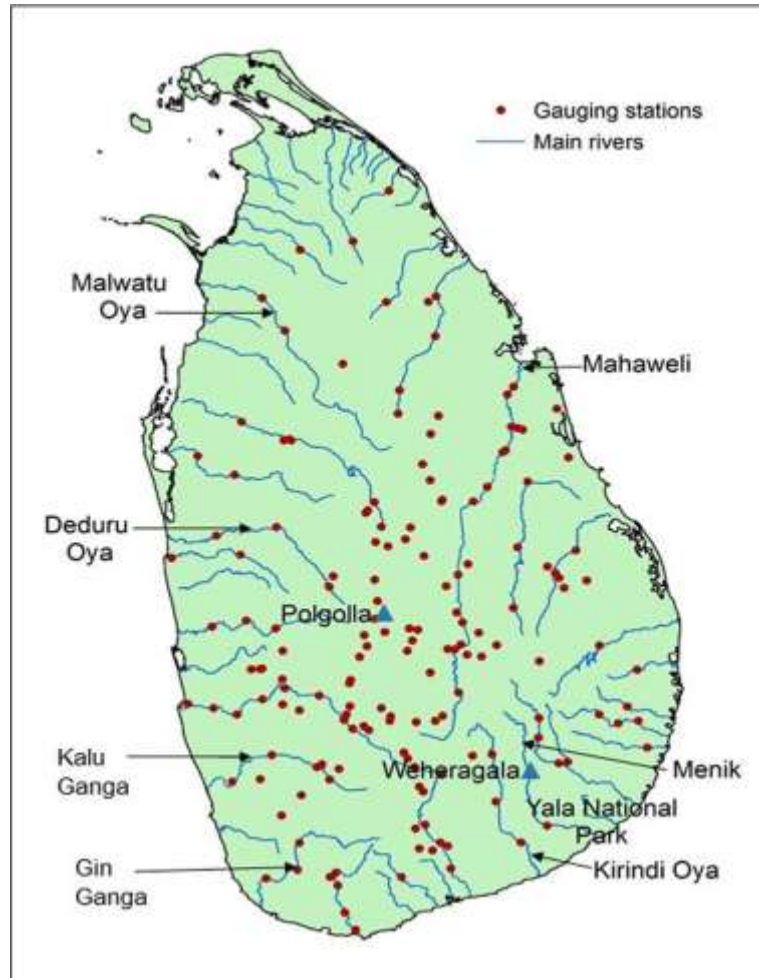 Gauging stations
Main rivers
Malwatu
Oya
Mahaweli
Deduru
Oya
Polgolla
Kalu
Ganga
Weheragala
Menik
Yala National
Park
Gin
Ganga
Kirindi Oya